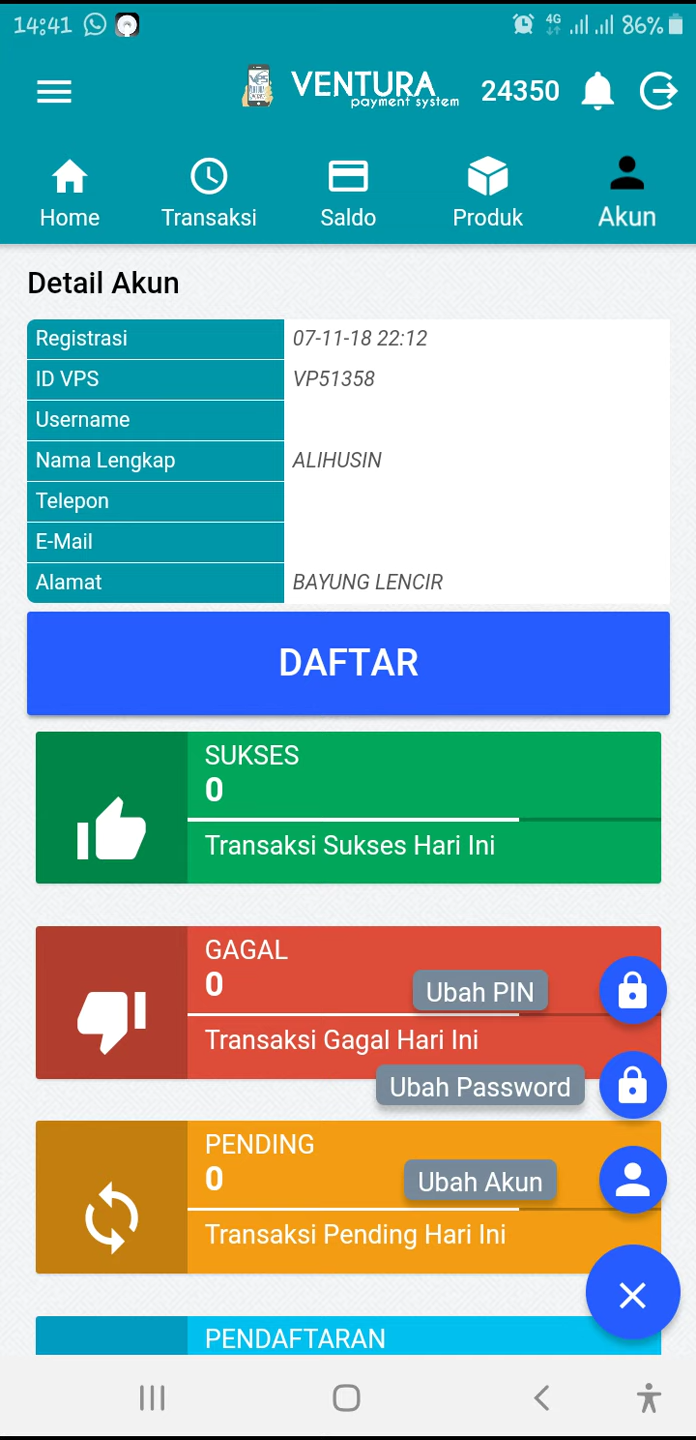 14:41 4G 86%
VENTURA
payment system
24350
Home Transaksi Saldo Produk Akun
Detail Akun
Registrasi 07-11-18 22:12
ID VPS VP51358
Username
Nama Lengkap ALIHUSIN
Telepon
E-Mail
Alamat BAYUNG LENCIR
DAFTAR
SUKSES
0
Transaksi Sukses Hari Ini
GAGAL
0
Ubah PIN
Transaksi Gagal Hari Ini
Ubah Password
PENDING
0
Ubah Akun
Transaksi Pending Hari Ini
PENDAFTARAN